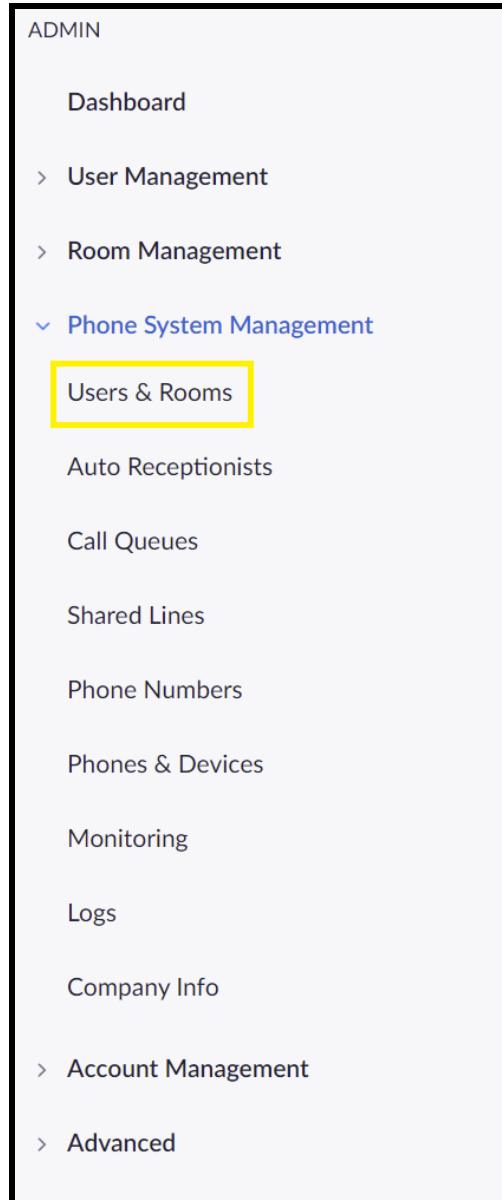 ADMIN
Dashboard
User Management
Room Management
Phone System Management
Users & Rooms
Auto Receptionists
Call Queues
Shared Lines
Phone Numbers
Phones & Devices
Monitoring
Logs
Company Info
Account Management
Advanced